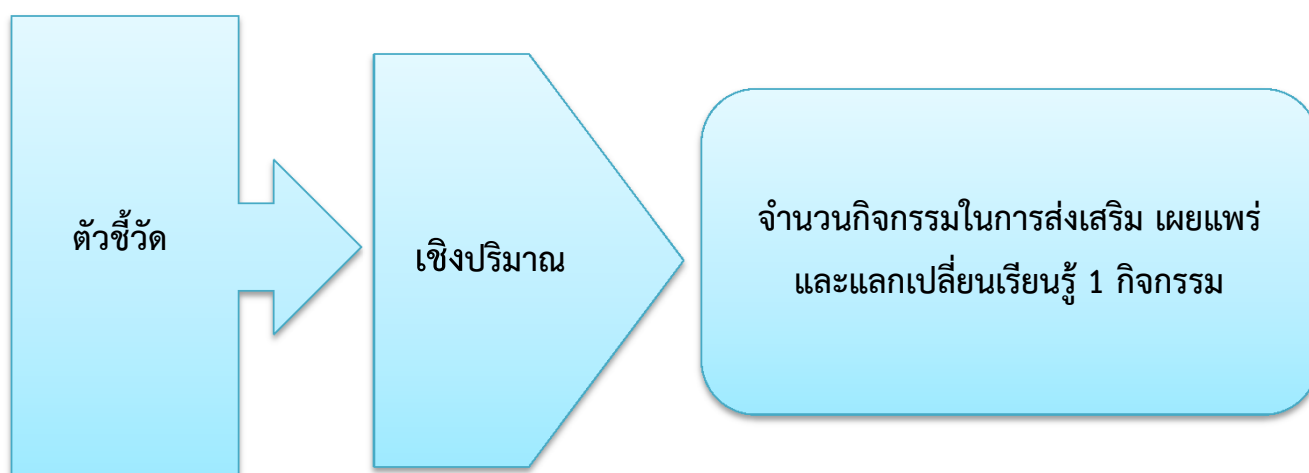 ตัวชี้วัด
เชิงปริมาณ
จำนวนกิจกรรมในการส่งเสริม เผยแพร่
และแลกเปลี่ยนเรียนรู้ 1 กิจกรรม